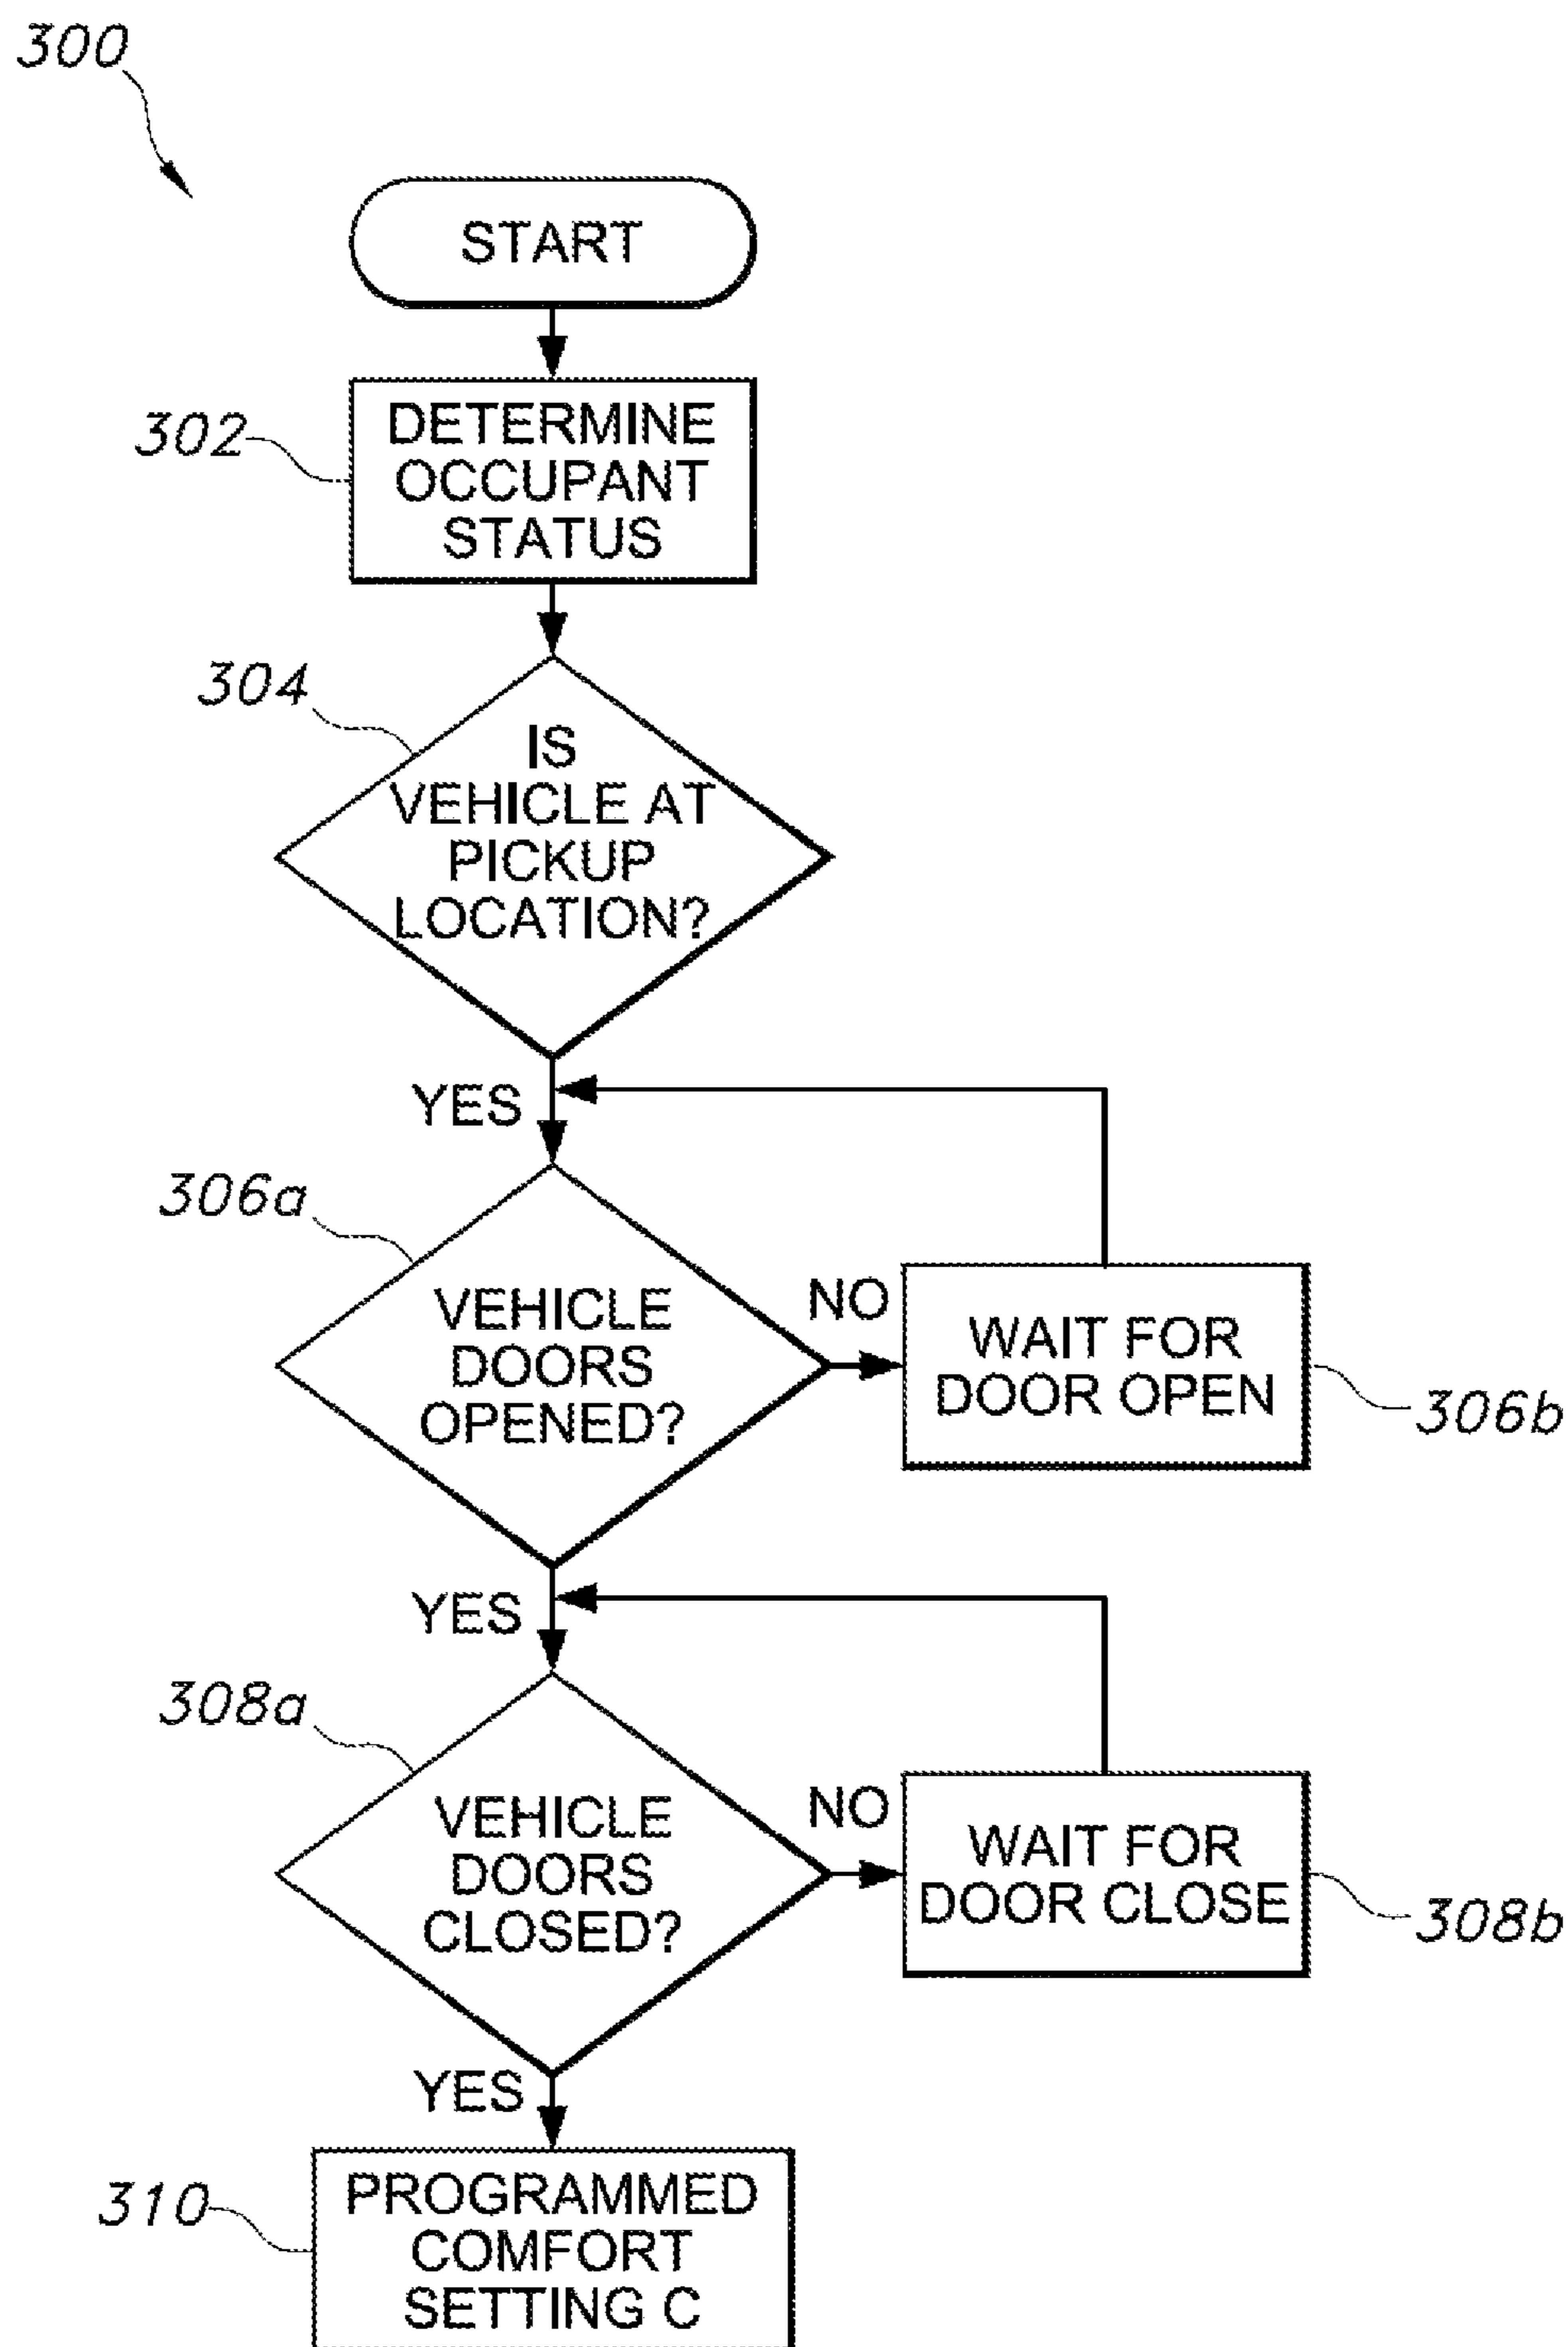 300
START
302
DETERMINE
OCCUPANT
STATUS
304
IS
VEHICLE AT
PICKUP
LOCATION?
YES
306a
VEHICLE
DOORS
OPENED?
NO
WAIT FOR
DOOR OPEN
306b
YES
308a
VEHICLE
DOORS
CLOSED?
NO
WAIT FOR
DOOR CLOSE
308b
YES
310
PROGRAMMED
COMFORT
SETTING C